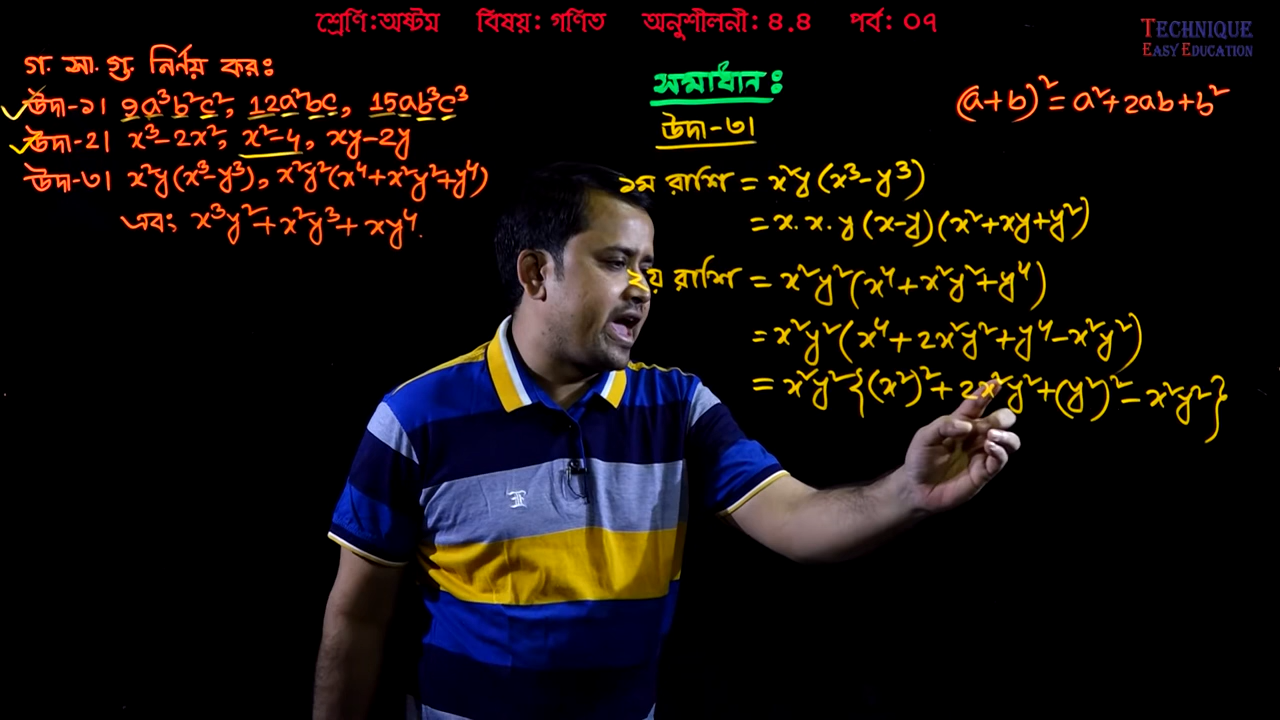 শ্রেণি:অষ্টম বিষয়: গণিত অনুশীলনী: ৪.৪ পর্ব: ০৭
TECHNIQUE
EASY EDUCATION
গ. সা. গু. নির্নয় করঃ
উদা-১। 9a³b²c², 12a²bc, 15ab³c³
উদা-2। x³-2x², x²-4, xy-2y
উদা-৩। x²y(x³-y³), x²y²(x⁴+x²y²+y⁴)
এবং x³y²+x²y³+xy⁴.
সমাধান:
(a+b)²=a²+2ab+b²
উদা-৩।
১ম রাশি = x²y(x³-y³)
= x.x.y(x-y)(x²+xy+y²)
২য় রাশি = x²y²(x⁴+x²y²+y⁴)
= x²y²(x⁴+2x²y²+y⁴-x²y²)
= x²y²{(x²)²+2x²y²+(y²)²-x²y²}